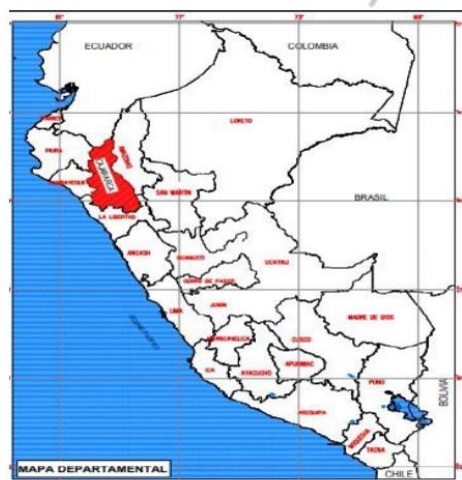 ECUADOR
COLOMBIA
LORETO
PIURA
AMAZONAS
CAJAMARCA
LAMBAYEQUE
SAN MARTIN
BRASIL
LA LIBERTAD
ANCASH
HUANUCO
UCAYALI
CERRO DE PASCO
LIMA
JUNIN
MADRE DE DIOS
HUANCAVELICA
CUSCO
ICA
AYACUCHO
APURIMAC
PUNO
BOLIVIA
AREQUIPA
MOQUEGUA
TACNA
MAPA DEPARTAMENTAL
CHILE